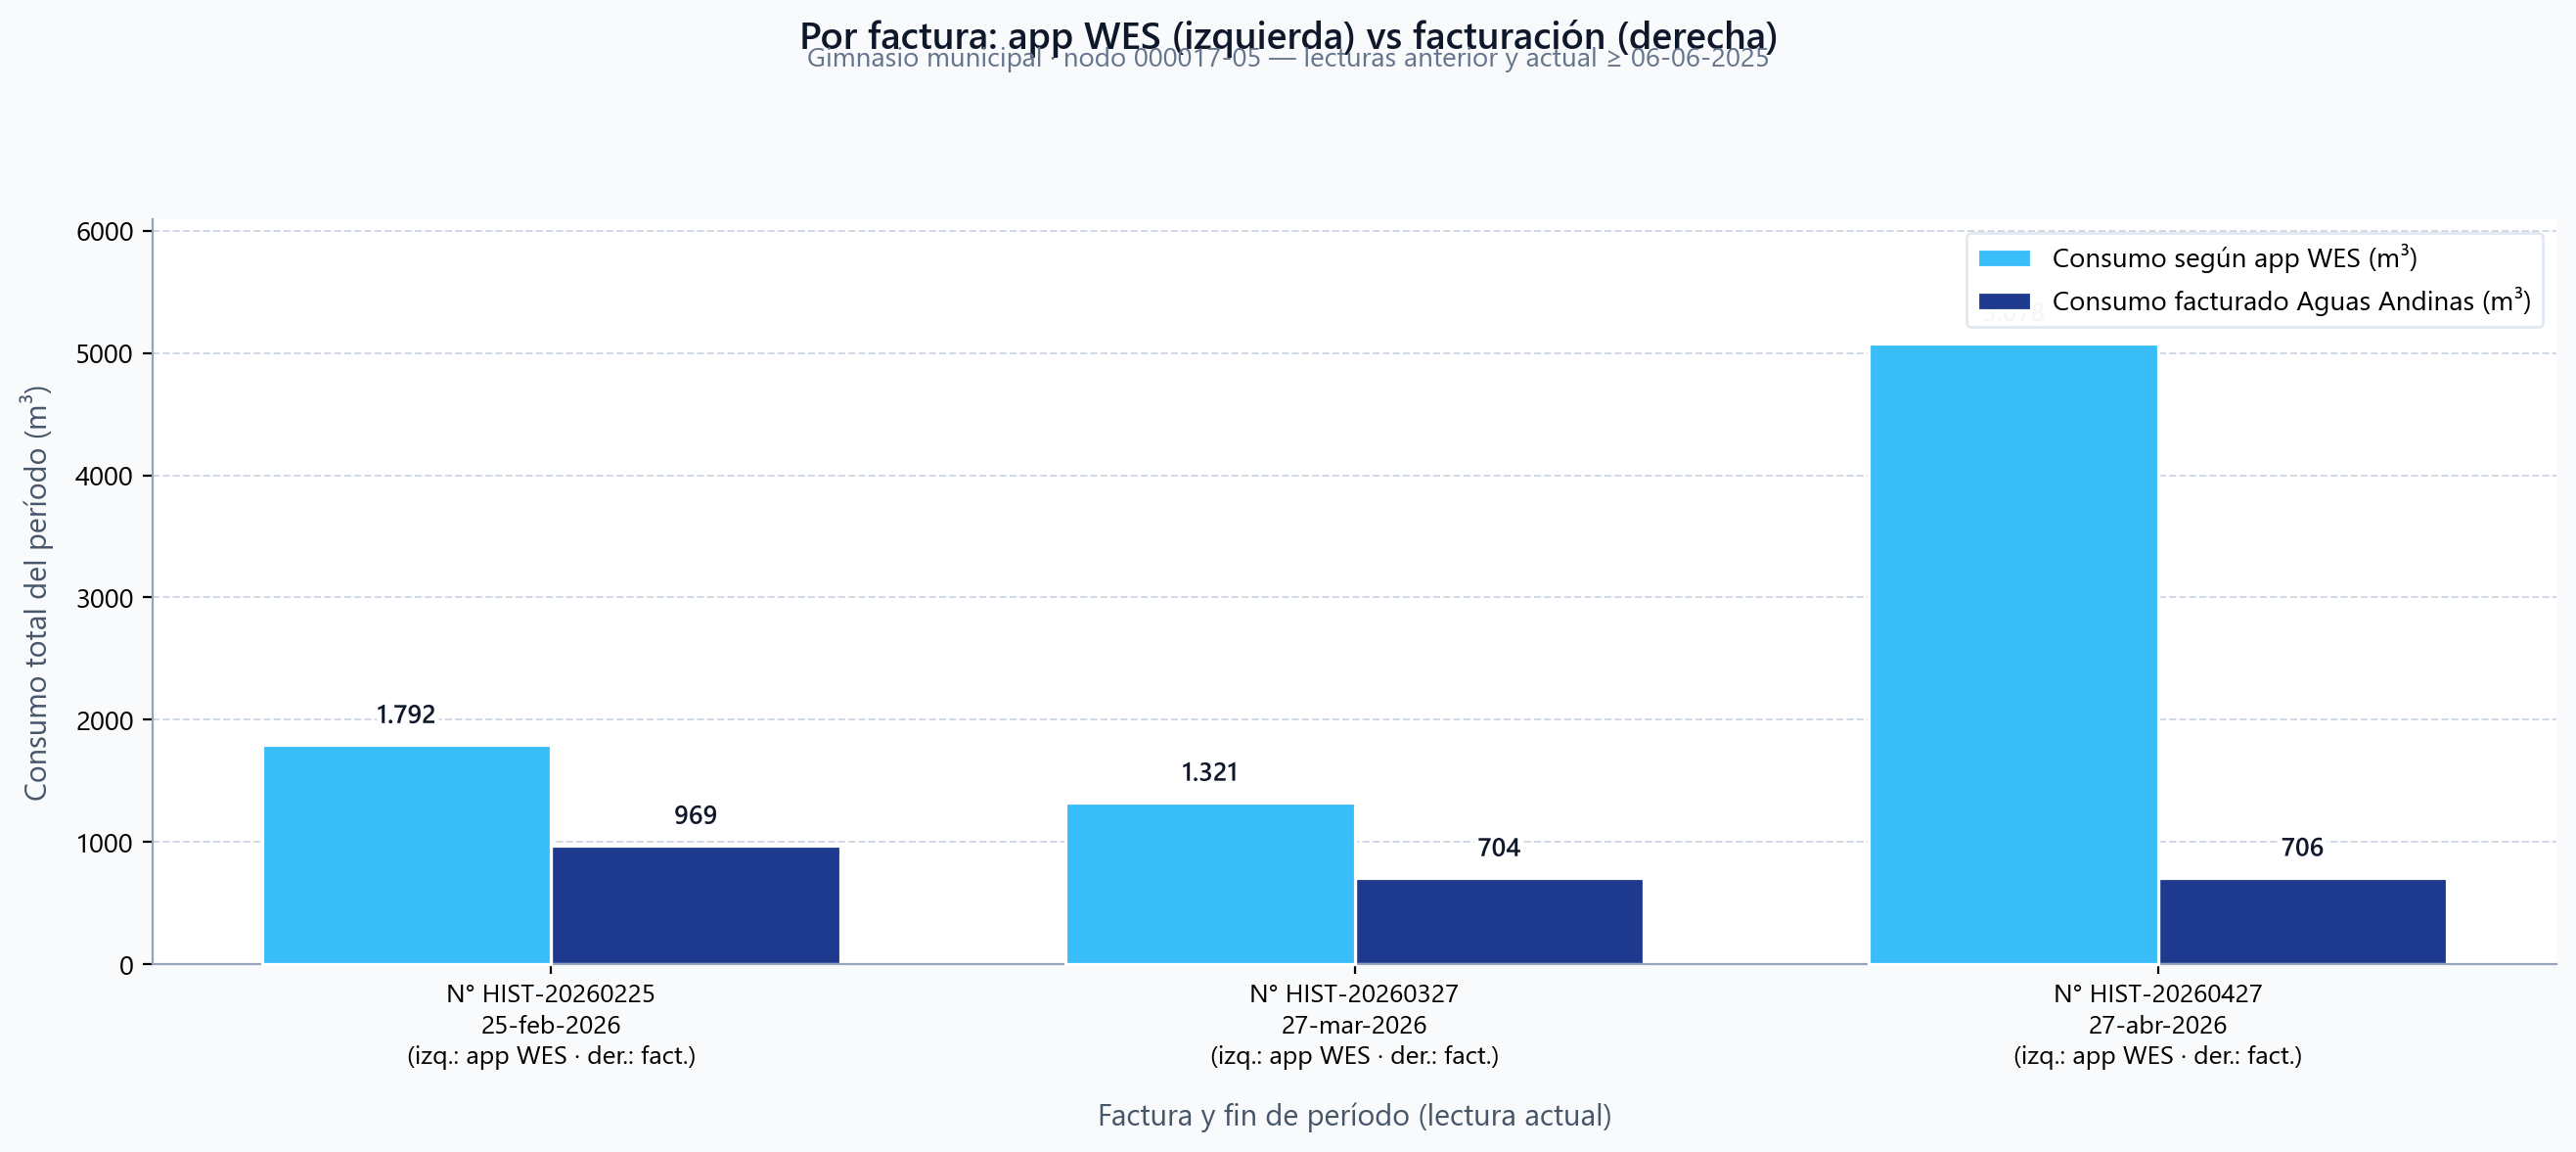 Por factura: app WES (izquierda) vs facturación (derecha)
Gimnasio municipal · nodo 000017-05 — lecturas anterior y actual ≥ 06-06-2025
Consumo total del período (m³)
6000
5000
4000
3000
2000
1000
0
Consumo según app WES (m³)
Consumo facturado Aguas Andinas (m³)
1.792
969
1.321
704
706
N° HIST-20260225
25-feb-2026
(izq.: app WES · der.: fact.)
N° HIST-20260327
27-mar-2026
(izq.: app WES · der.: fact.)
N° HIST-20260427
27-abr-2026
(izq.: app WES · der.: fact.)
Factura y fin de período (lectura actual)